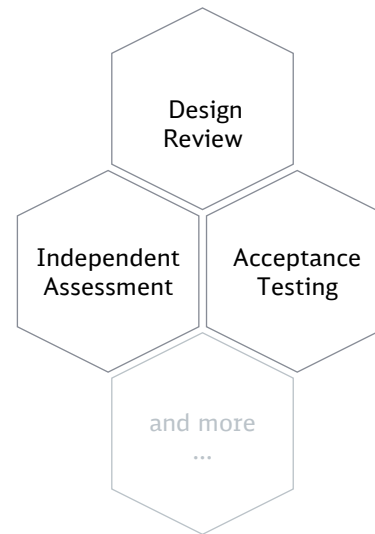 Design
Review
Independent
Assessment
Acceptance
Testing
and more
...